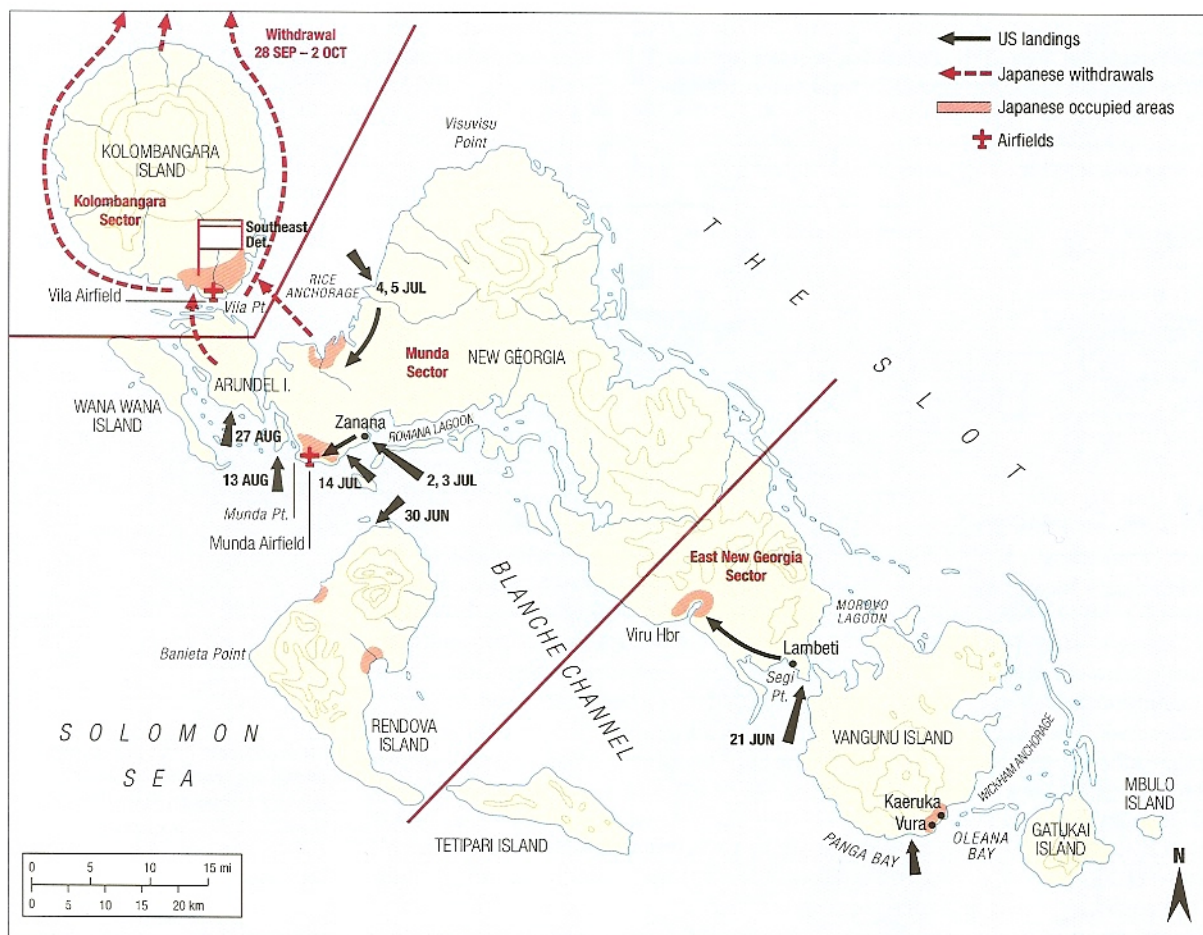 Withdrawal
28 SEP – 2 OCT
US landings
Japanese withdrawals
Japanese occupied areas
Airfields
KOLOMBANGARA
ISLAND
Kolombangara
Sector
Southeast
Det.
Vila Airfield
Vila Pt.
Visuvisu
Point
RICE
ANCHORAGE
4, 5 JUL
THE SLOT
Munda
Sector
NEW GEORGIA
ARUNDEL I.
WANA WANA
ISLAND
Zanana
ROWANA LAGOON
27 AUG
13 AUG
14 JUL
2, 3 JUL
Munda Pt.
30 JUN
Munda Airfield
East New Georgia
Sector
BLANCHE CHANNEL
MOROVO
LAGOON
Viru Hbr
Lambeti
Segi
Pt.
Banieta Point
RENDOVA
ISLAND
SOLOMON
SEA
21 JUN
VANGUNU ISLAND
WICKHAM ANCHORAGE
MBULO
ISLAND
Kaeruka
Vura
OLEANA
BAY
GATUKAI
ISLAND
PANGA BAY
TETIPARI ISLAND
0 5 10 15 mi
0 5 10 15 20 km
N